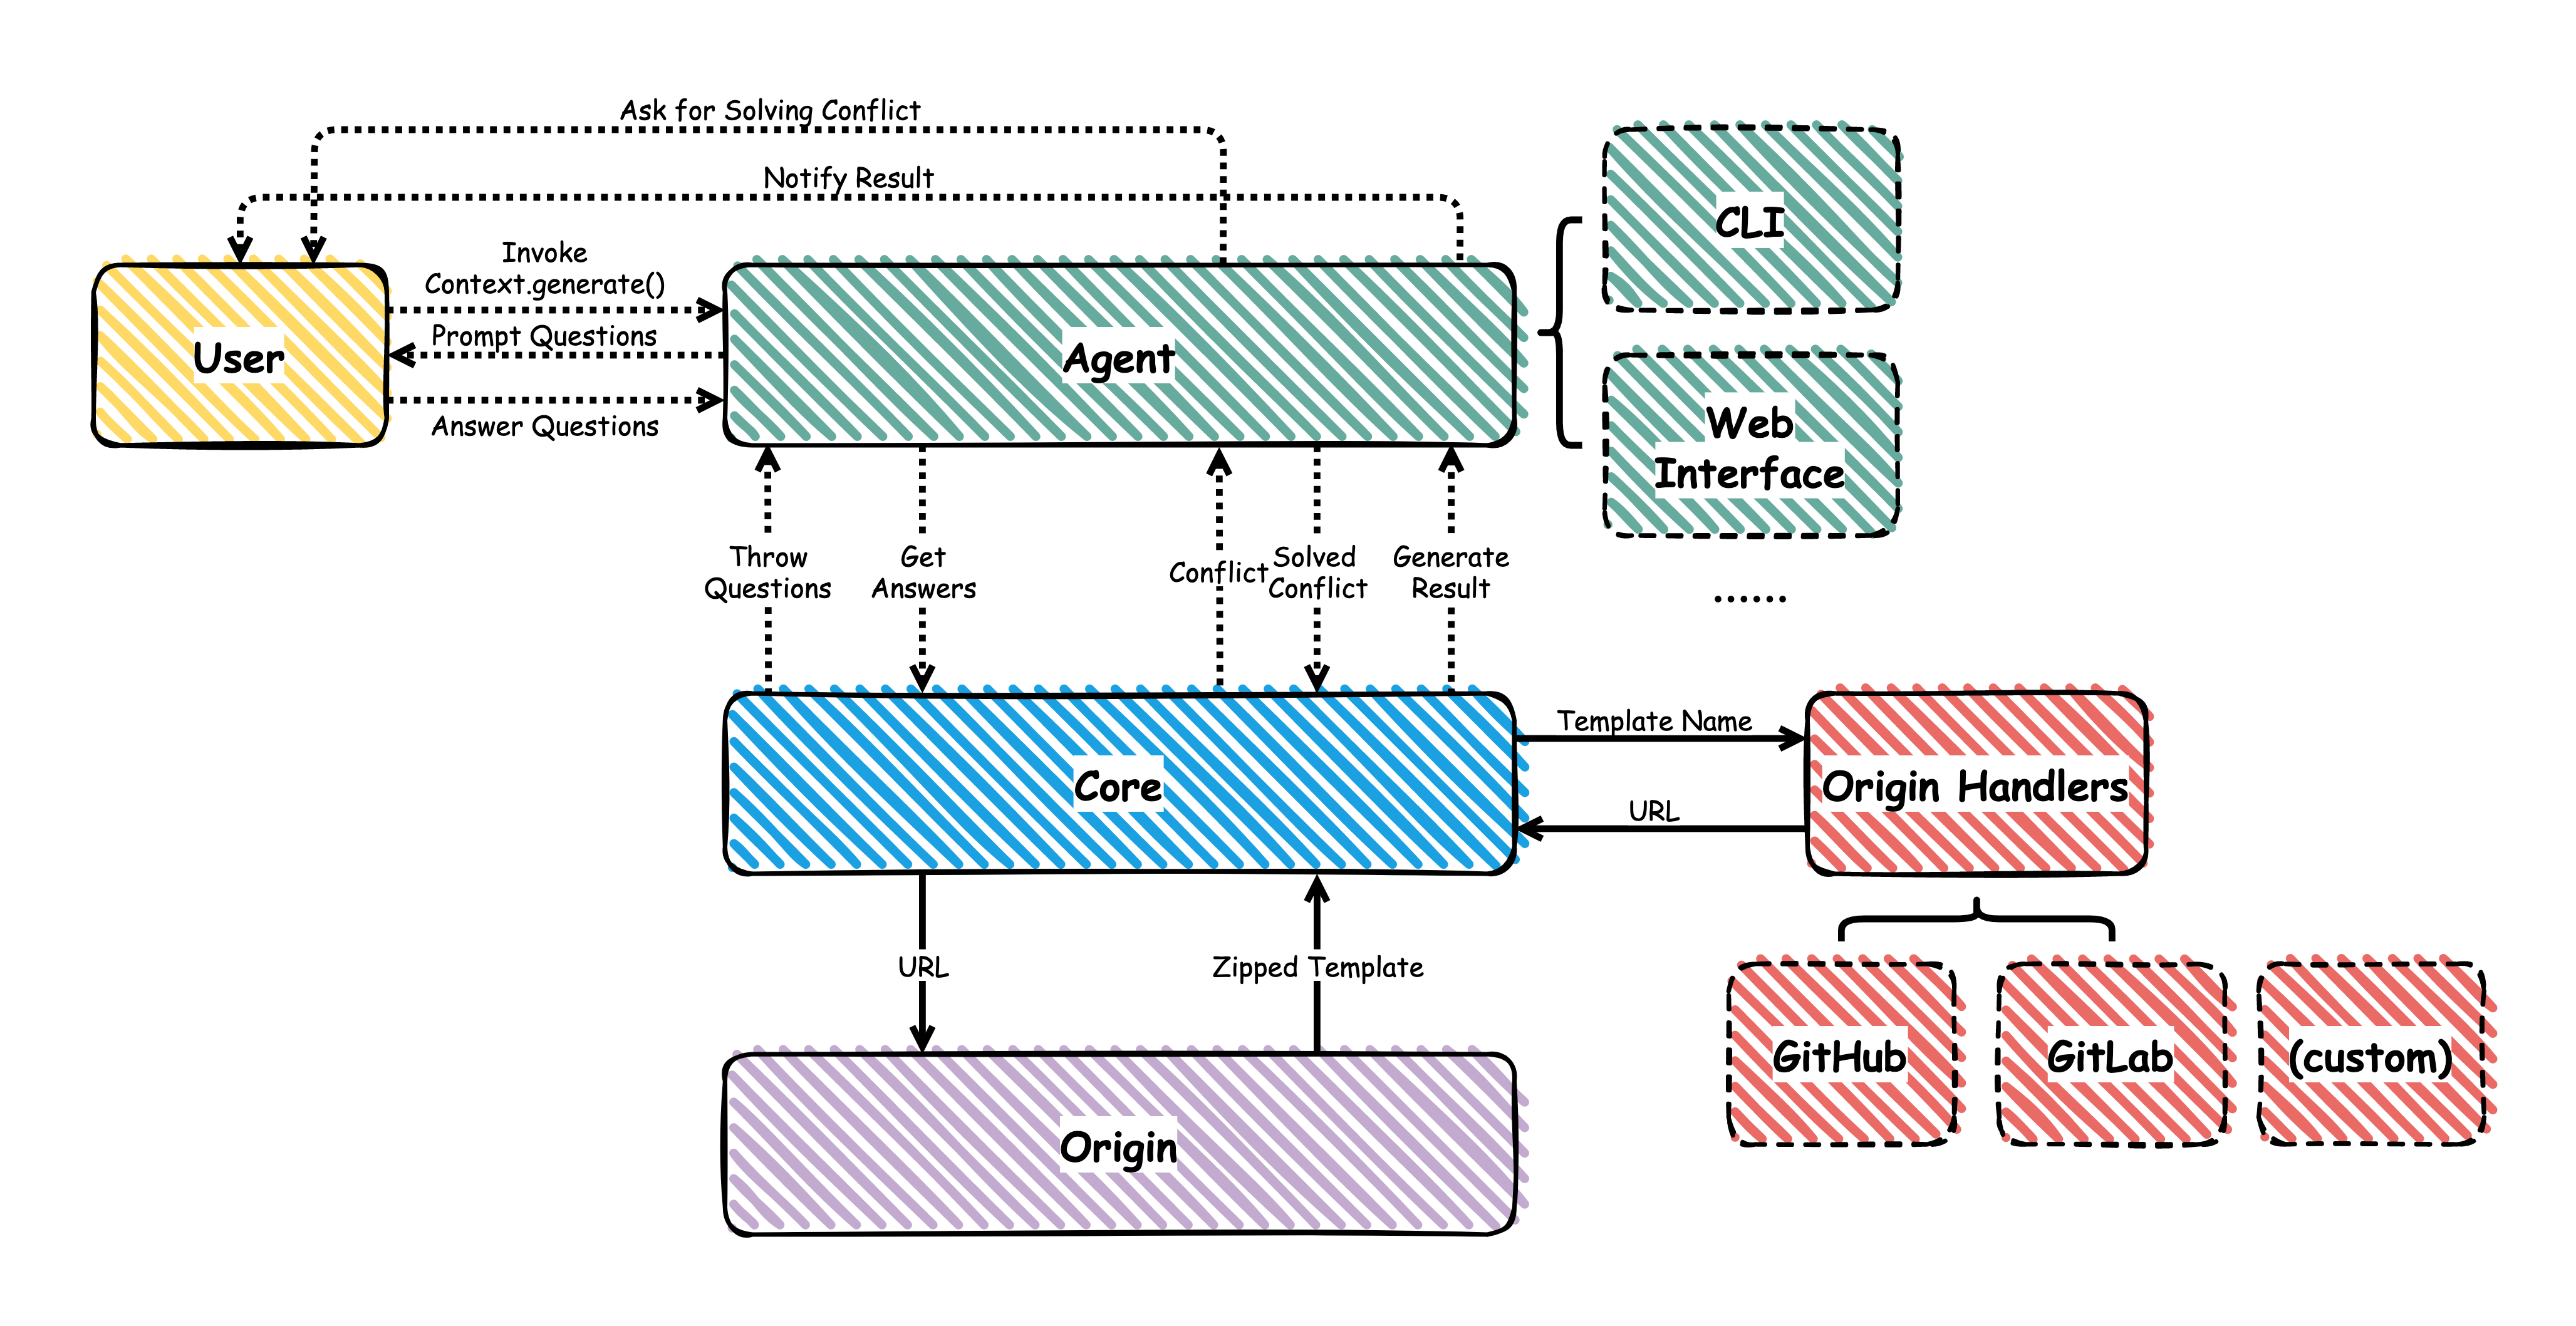 Ask for Solving Conflict
Notify Result
Invoke
Context.generate()
Prompt Questions
Answer Questions
User
Agent
CLI
Web
Interface
......
Throw
Questions
Get
Answers
Conflict
Solved
Conflict
Generate
Result
Core
Template Name
URL
Origin Handlers
URL
Zipped Template
Origin
GitHub
GitLab
(custom)